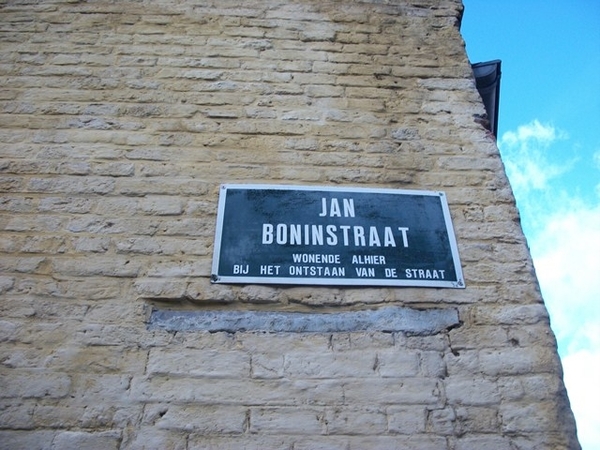 JAN
BONINSTRAAT
WONENDE ALHIER
BIJ HET ONTSTAAN VAN DE STRAAT